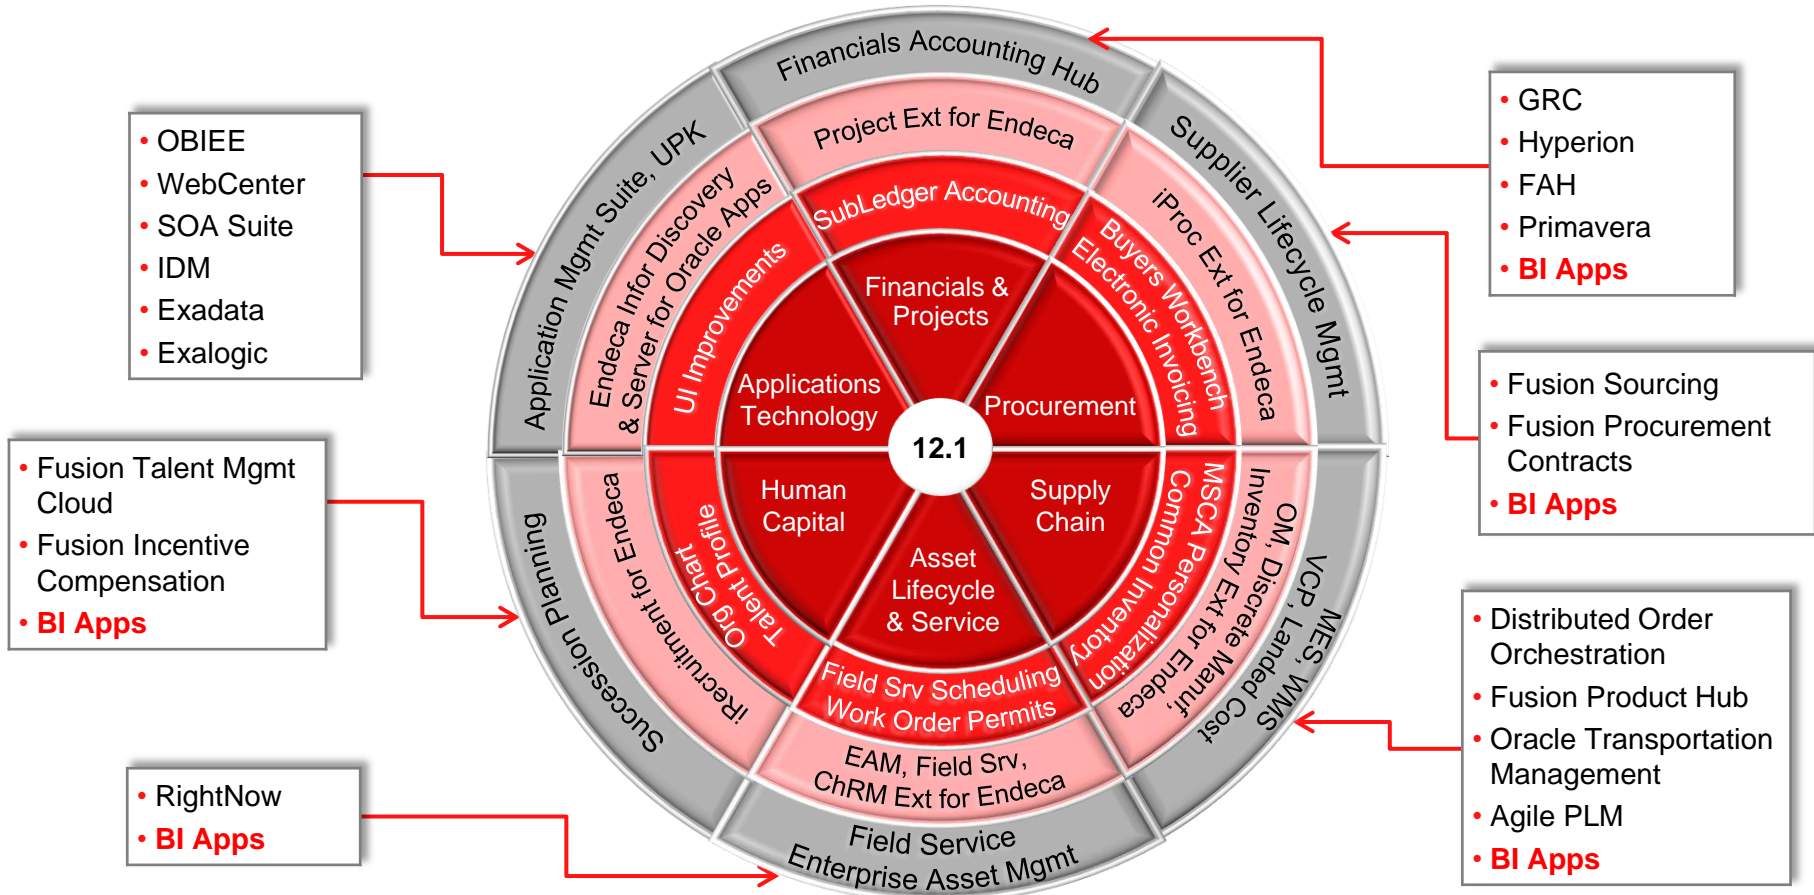 Financials Accounting Hub
Project Ext for Endeca
SubLedger Accounting
Financials &
Projects
Supplier Lifecycle Mgmt
iProc Ext for Endeca
Buyers Workbench
Electronic Invoicing
Procurement
MES, WMS
VCP, Landed Cost
OM, Discrete Manuf,
Inventory Ext for Endeca
MSCA Personalization
Common Inventory
Supply
Chain
Asset
Lifecycle
& Service
Field Srv Scheduling
Work Order Permits
EAM, Field Srv,
ChRM Ext for Endeca
Field Service
Enterprise Asset Mgmt
Succession Planning
iRecruitment for Endeca
Org Chart
Talent Profile
Human
Capital
Application Mgmt Suite, UPK
Endeca Infor Discovery
& Server for Oracle Apps
UI Improvements
Applications
Technology
12.1
• OBIEE
• WebCenter
• SOA Suite
• IDM
• Exadata
• Exalogic
• Fusion Talent Mgmt
Cloud
• Fusion Incentive
Compensation
• BI Apps
• RightNow
• BI Apps
• GRC
• Hyperion
• FAH
• Primavera
• BI Apps
• Fusion Sourcing
• Fusion Procurement
Contracts
• BI Apps
• Distributed Order
Orchestration
• Fusion Product Hub
• Oracle Transportation
Management
• Agile PLM
• BI Apps